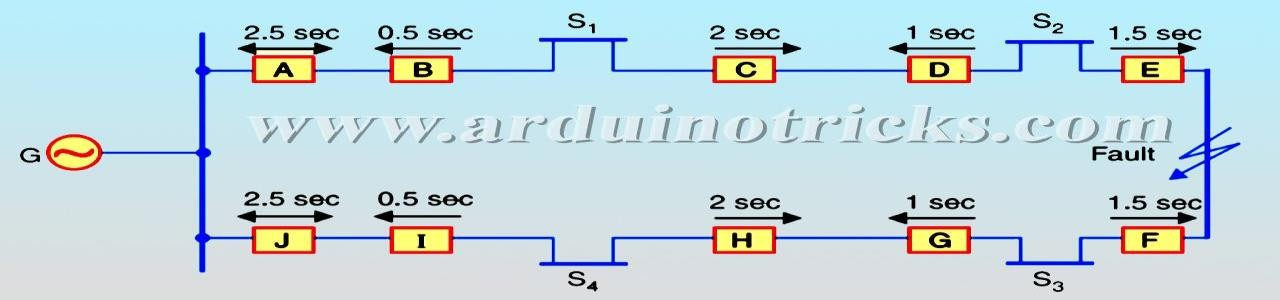 S1 S2
2.5 sec 0.5 sec 2 sec 1 sec 1.5 sec
A B C D E
www.arduinotricks.com
G Fault
2.5 sec 0.5 sec 2 sec 1 sec 1.5 sec
J I H G F
S4 S3